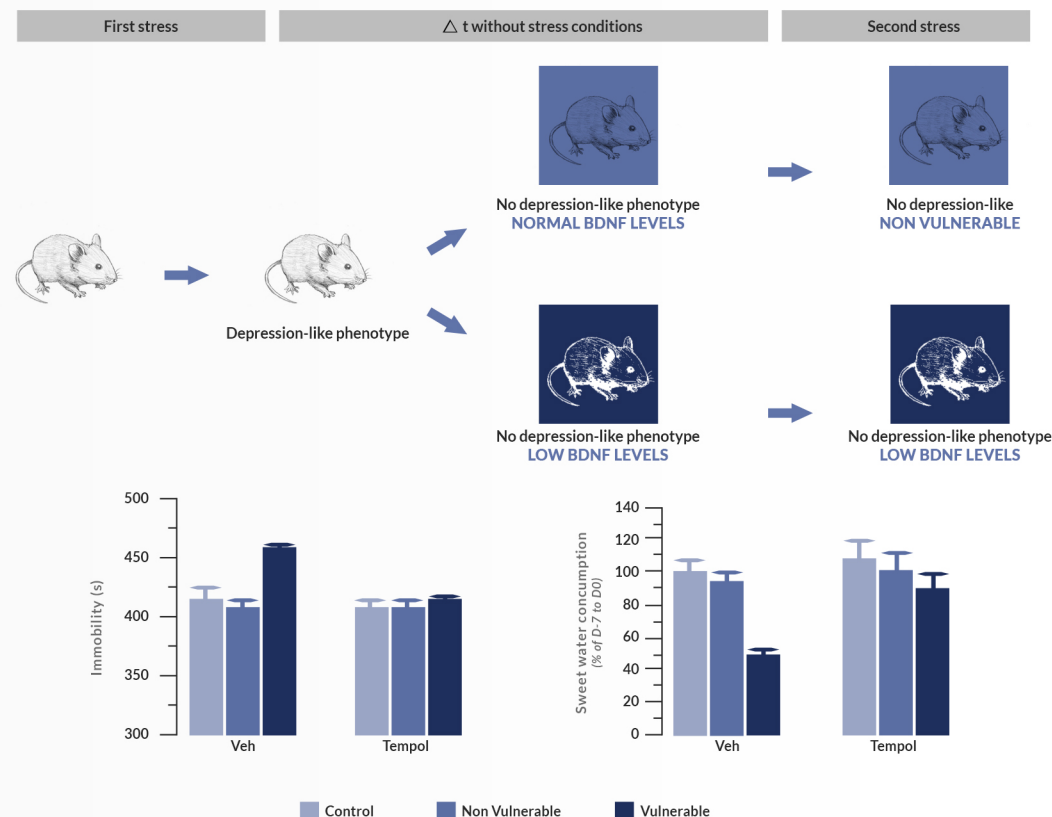 First stress
△ t without stress conditions
Second stress
No depression-like phenotype
NORMAL BDNF LEVELS
No depression-like
NON VULNERABLE
Depression-like phenotype
No depression-like phenotype
LOW BDNF LEVELS
No depression-like phenotype
LOW BDNF LEVELS
Immobility (s)
500
450
400
350
300
Veh
Tempol
Sweet water concumption
(% of D-7 to D0)
140
120
100
80
60
40
20
0
Veh
Tempol
Control
Non Vulnerable
Vulnerable